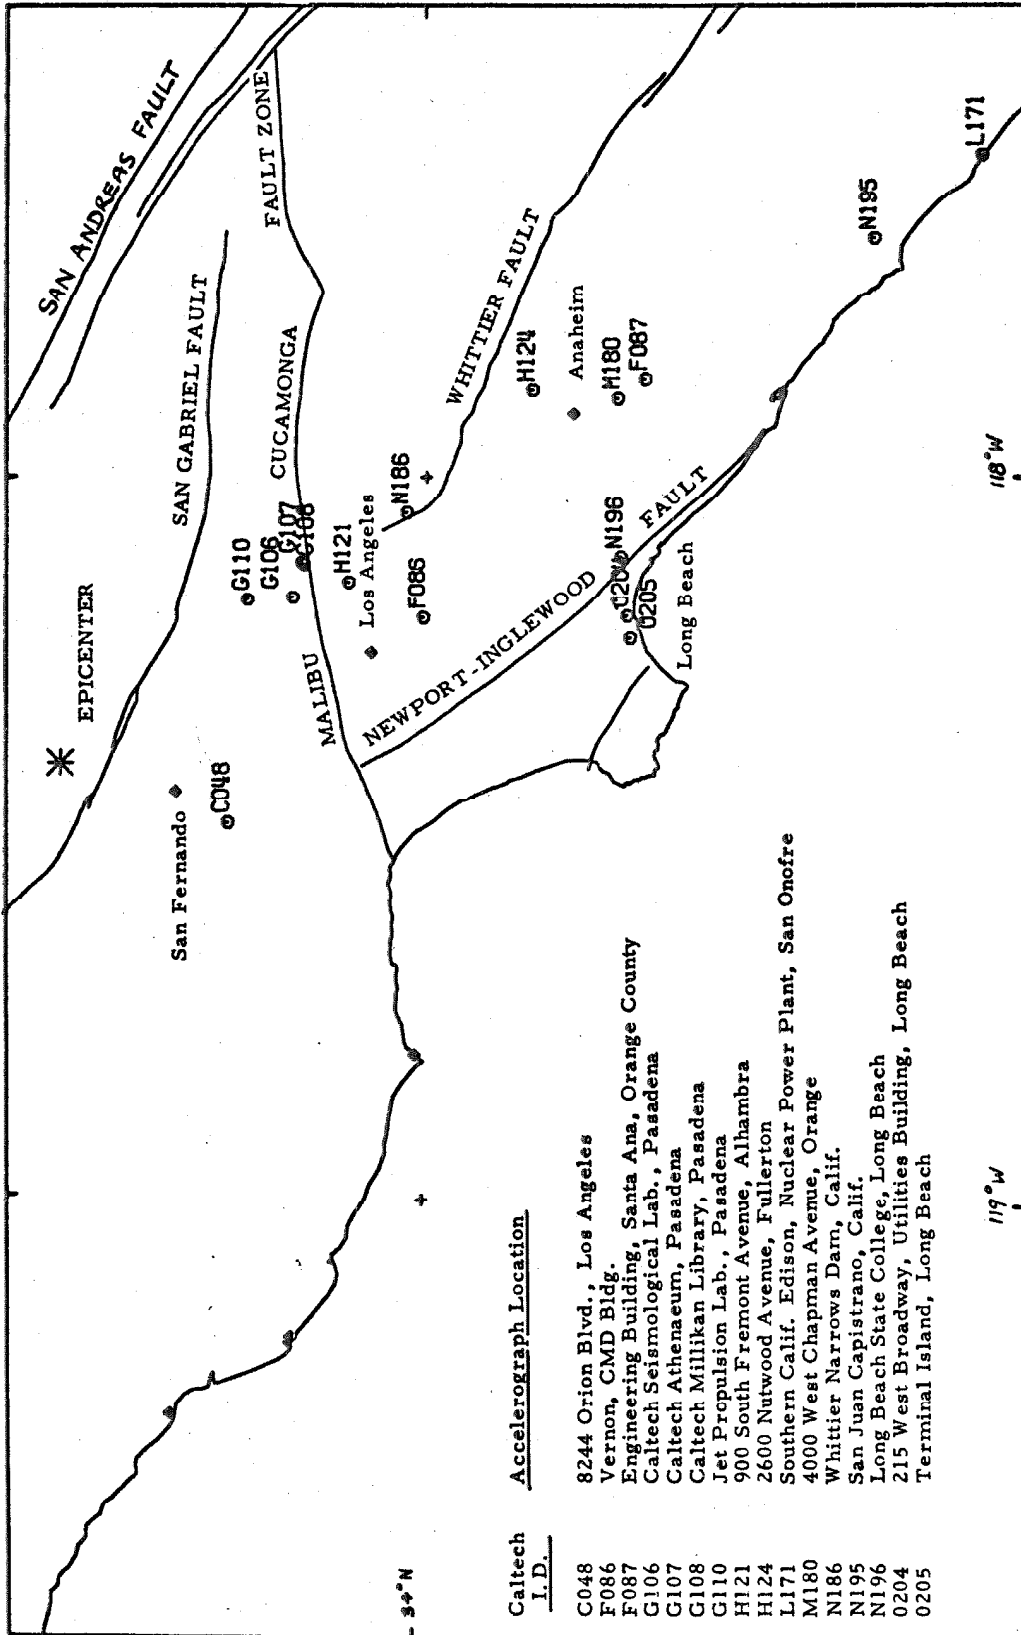 SAN ANDREAS FAULT
SAN GABRIEL FAULT
EPICENTER
San Fernando
C048
FAULT ZONE
CUCAMONGA
MALIBU
G110
G106
G107
G108
H121
Los Angeles
N186
F086
WHITTIER FAULT
H124
Anaheim
M180
F087
NEWPORT-INGLEWOOD
FAULT
N196
0204
0205
Long Beach
N195
L171
34°N
118°W
119°W
Caltech
I.D.
Accelerograph Location
C048 8244 Orion Blvd., Los Angeles
F086 Vernon, CMD Bldg.
F087 Engineering Building, Santa Ana, Orange County
G106 Caltech Seismological Lab., Pasadena
G107 Caltech Athenaeum, Pasadena
G108 Caltech Millikan Library, Pasadena
G110 Jet Propulsion Lab., Pasadena
H121 900 South Fremont Avenue, Alhambra
H124 2600 Nutwood Avenue, Fullerton
L171 Southern Calif. Edison, Nuclear Power Plant, San Onofre
M180 4000 West Chapman Avenue, Orange
N186 Whittier Narrows Dam, Calif.
N195 San Juan Capistrano, Calif.
N196 Long Beach State College, Long Beach
0204 215 West Broadway, Utilities Building, Long Beach
0205 Terminal Island, Long Beach